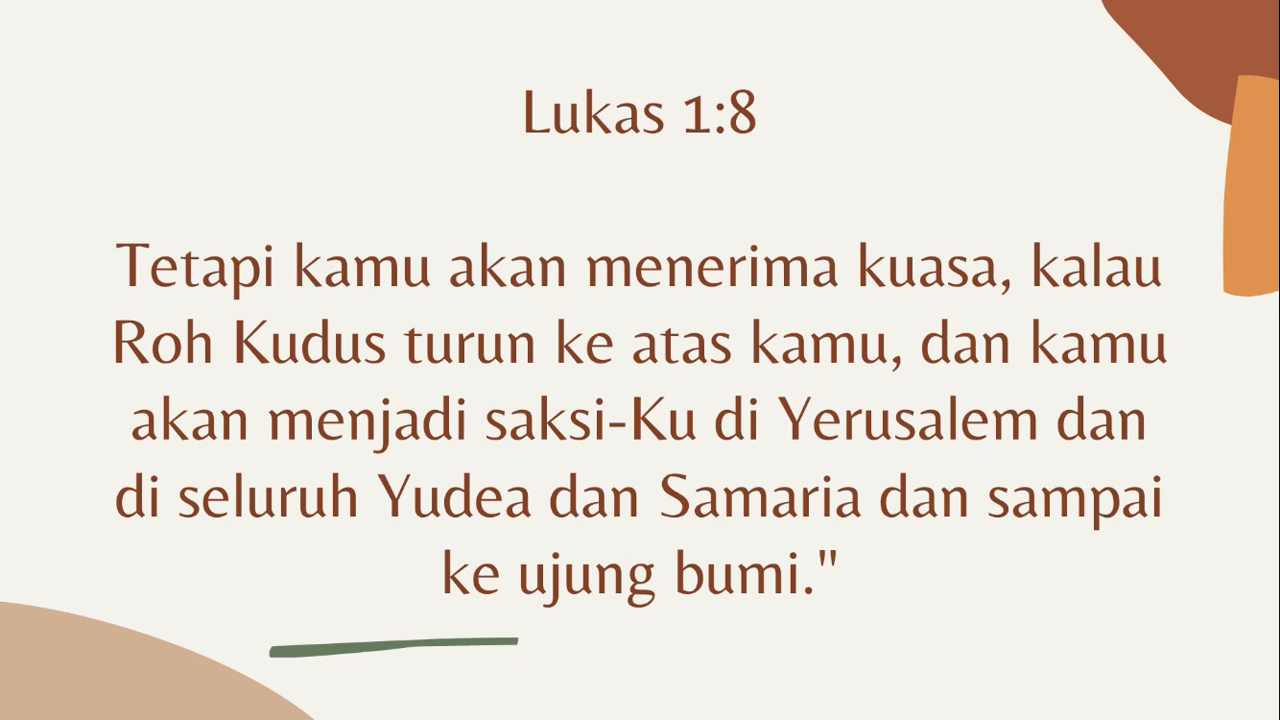 Lukas 1:8
Tetapi kamu akan menerima kuasa, kalau
Roh Kudus turun ke atas kamu, dan kamu
akan menjadi saksi-Ku di Yerusalem dan
di seluruh Yudea dan Samaria dan sampai
ke ujung bumi."